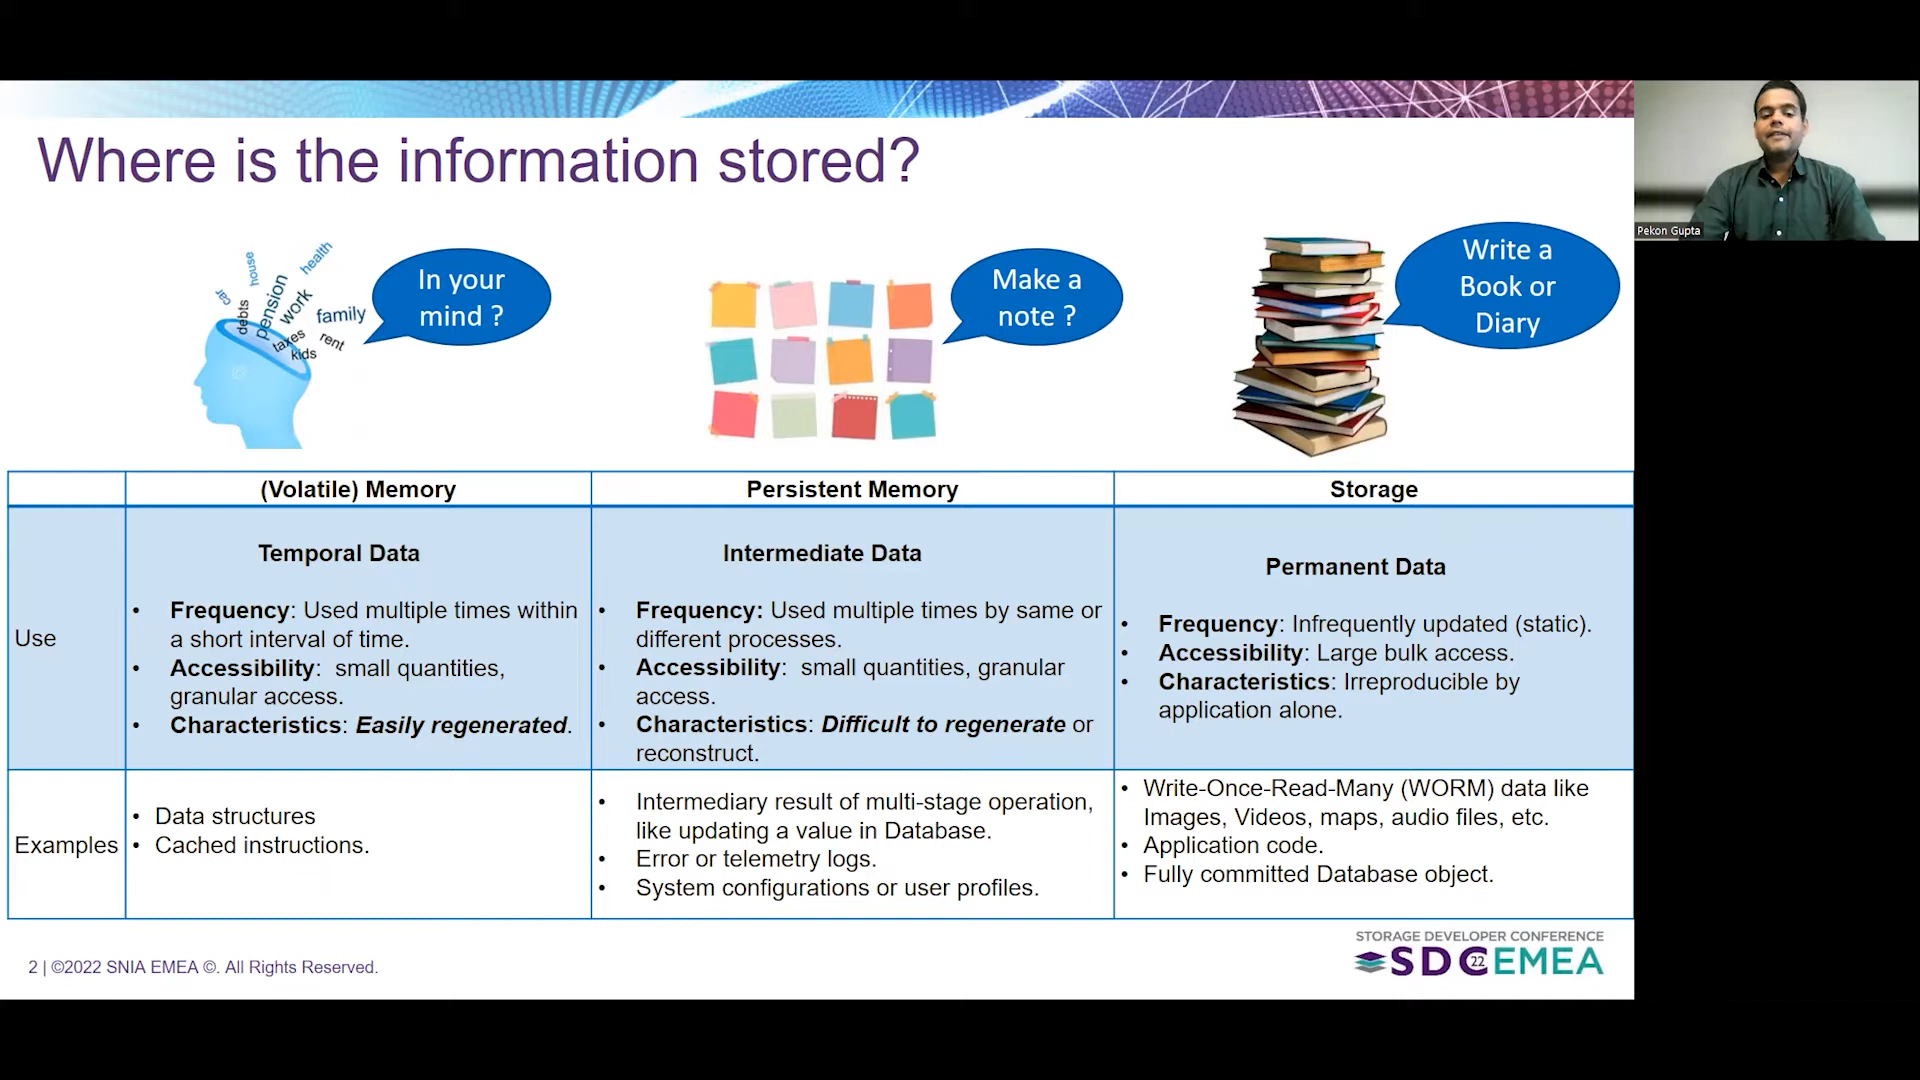 Where is the information stored?
Pekon Gupta
car
house
health
debts
pension
work
family
taxes
rent
kids
In your
mind ?
Make a
note ?
Write a
Book or
Diary
(Volatile) Memory
Persistent Memory
Storage
Use
Temporal Data
• Frequency: Used multiple times within
a short interval of time.
• Accessibility: small quantities,
granular access.
• Characteristics: Easily regenerated.
Intermediate Data
• Frequency: Used multiple times by same or
different processes.
• Accessibility: small quantities, granular
access.
• Characteristics: Difficult to regenerate or
reconstruct.
Permanent Data
• Frequency: Infrequently updated (static).
• Accessibility: Large bulk access.
• Characteristics: Irreproducible by
application alone.
Examples
• Data structures
• Cached instructions.
• Intermediary result of multi-stage operation,
like updating a value in Database.
• Error or telemetry logs.
• System configurations or user profiles.
• Write-Once-Read-Many (WORM) data like
Images, Videos, maps, audio files, etc.
• Application code.
• Fully committed Database object.
2 | ©2022 SNIA EMEA ©. All Rights Reserved.
STORAGE DEVELOPER CONFERENCE
SDC 22 EMEA